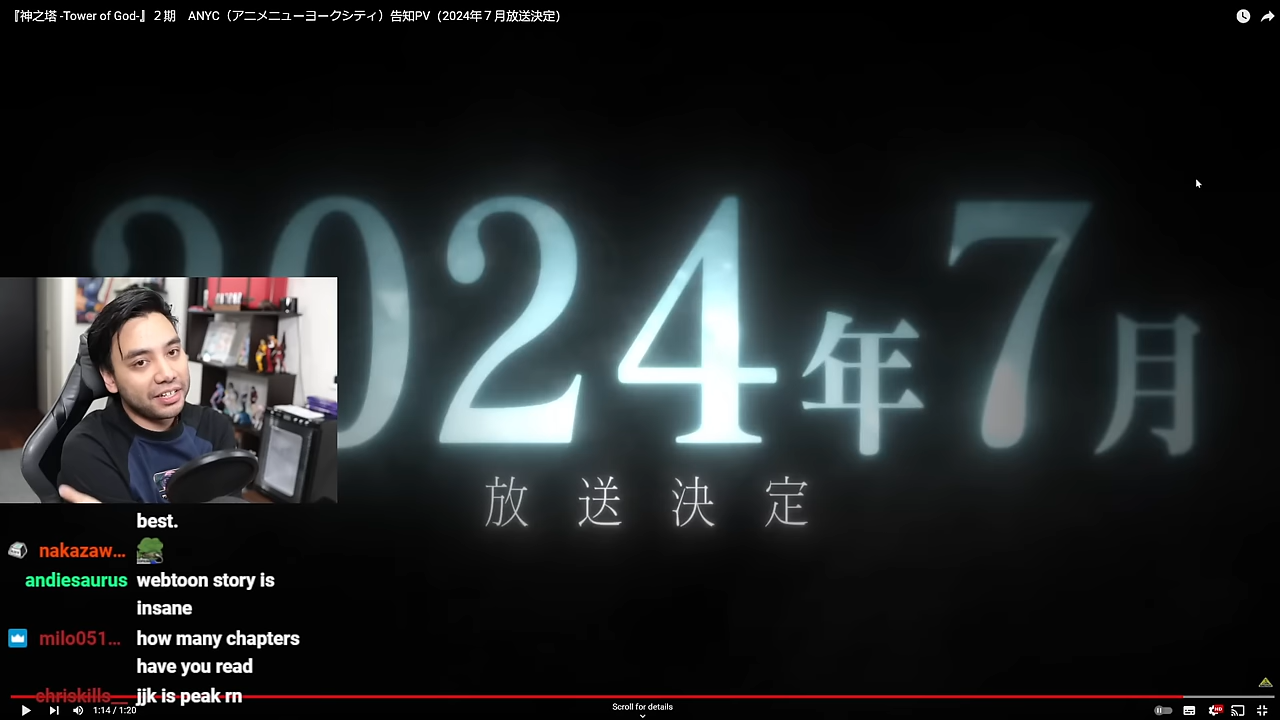 『神之塔 -Tower of God-』２期　ANYC（アニメニューヨークシティ）告知PV（2024年７月放送決定）
2024年7月
放送決定
best.
nakazaw…
andiesaurus webtoon story is
insane
milo051… how many chapters
have you read
chriskills__ jjk is peak rn
1:14 / 1:20
Scroll for details
HD